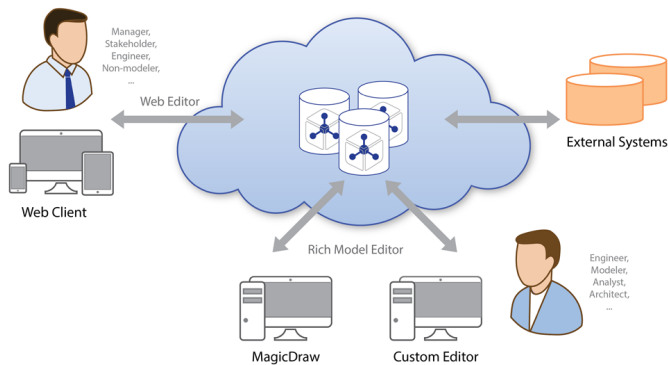 Manager,
Stakeholder,
Engineer,
Non-modeler,
...
Web Editor
Web Client
External Systems
Rich Model Editor
MagicDraw
Custom Editor
Engineer,
Modeler,
Analyst,
Architect,
...